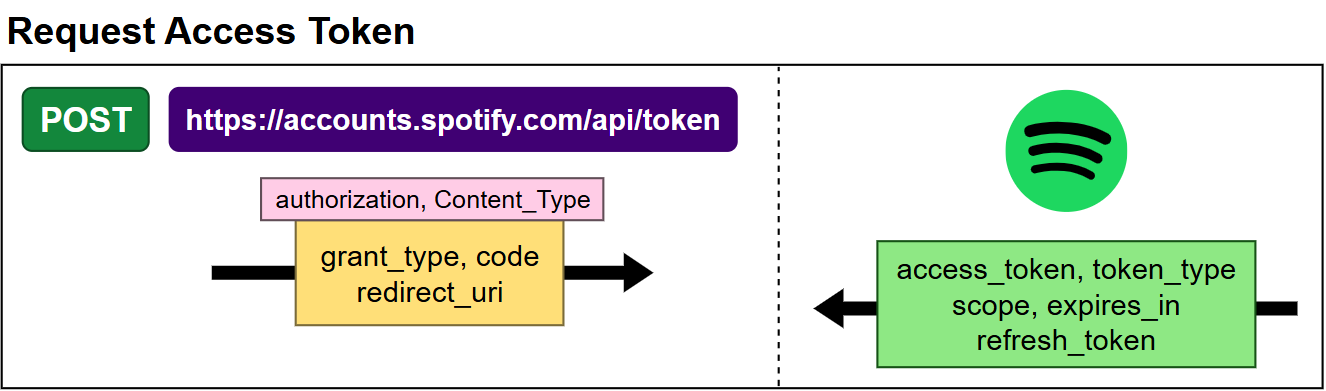 Request Access Token
POST
https://accounts.spotify.com/api/token
authorization, Content_Type
grant_type, code
redirect_uri
access_token, token_type
scope, expires_in
refresh_token